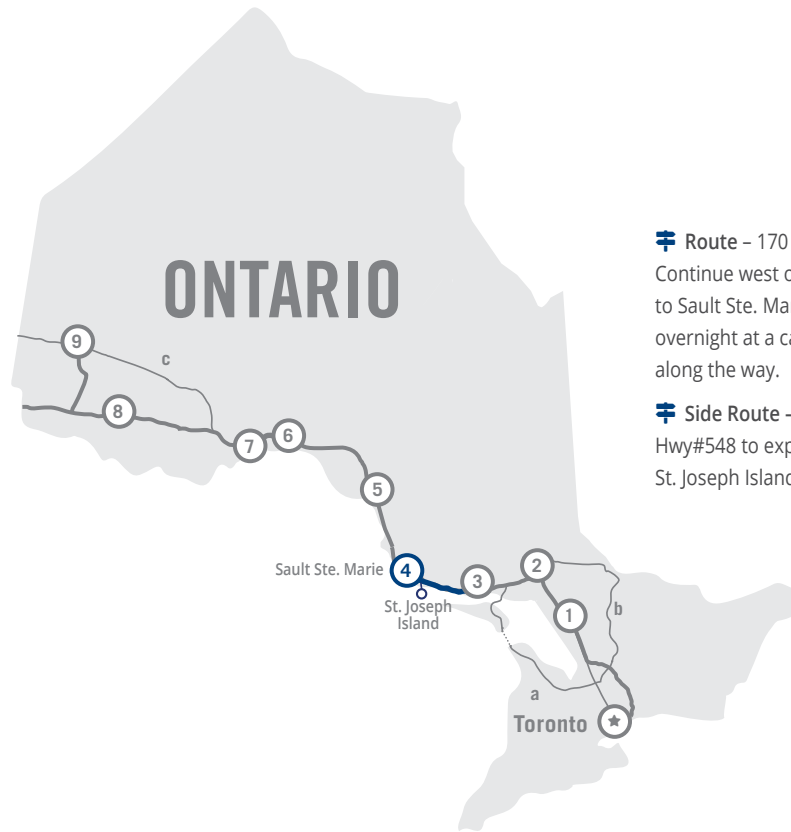 ONTARIO
9
c
8
7
6
5
Sault Ste. Marie
4
St. Joseph
Island
3
2
1
b
a
Toronto
Route – 170
Continue west o
to Sault Ste. Ma
overnight at a ca
along the way.
Side Route –
Hwy#548 to exp
St. Joseph Island